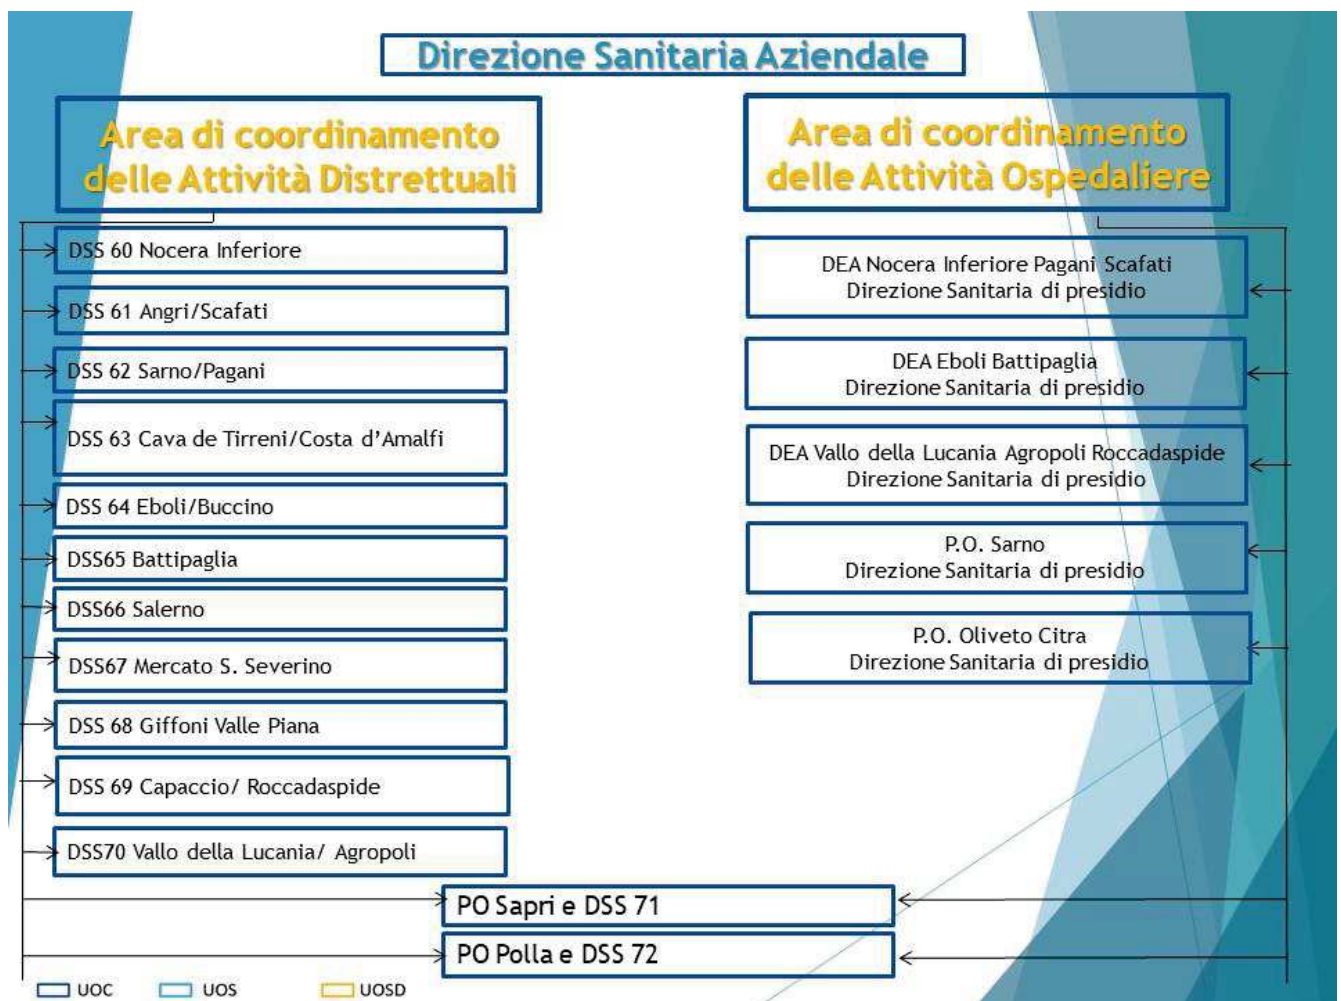 Direzione Sanitaria Aziendale
Area di coordinamento
delle Attività Distrettuali
DSS 60 Nocera Inferiore
DSS 61 Angri/Scafati
DSS 62 Sarno/Pagani
DSS 63 Cava de Tirreni/Costa d'Amalfi
DSS 64 Eboli/Buccino
DSS65 Battipaglia
DSS66 Salerno
DSS67 Mercato S. Severino
DSS 68 Giffoni Valle Piana
DSS 69 Capaccio/ Roccadaspide
DSS70 Vallo della Lucania/ Agropoli
Area di coordinamento
delle Attività Ospedaliere
DEA Nocera Inferiore Pagani Scafati
Direzione Sanitaria di presidio
DEA Eboli Battipaglia
Direzione Sanitaria di presidio
DEA Vallo della Lucania Agropoli Roccadaspide
Direzione Sanitaria di presidio
P.O. Sarno
Direzione Sanitaria di presidio
P.O. Oliveto Citra
Direzione Sanitaria di presidio
PO Sapri e DSS 71
PO Polla e DSS 72
UOC UOS UOSD